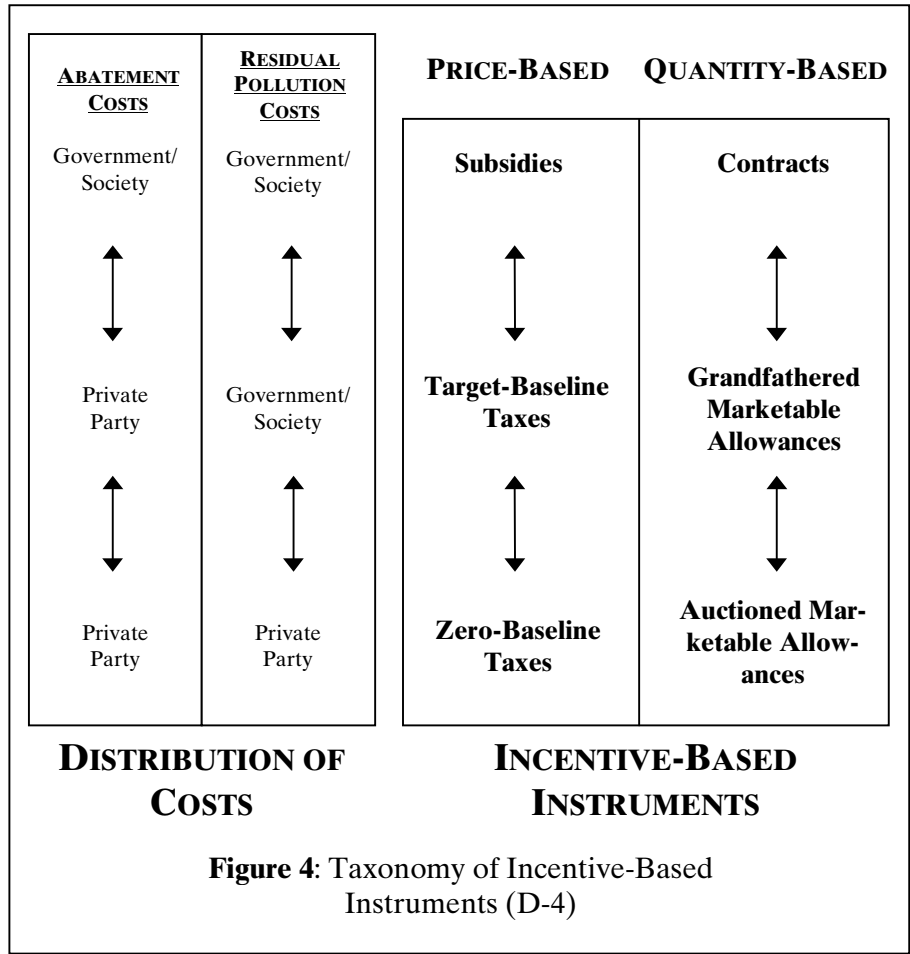 ABATEMENT
COSTS
RESIDUAL
POLLUTION
COSTS
PRICE-BASED
QUANTITY-BASED
Government/
Society
Government/
Society
Subsidies
Contracts
Private
Party
Government/
Society
Target-Baseline
Taxes
Grandfathered
Marketable
Allowances
Private
Party
Private
Party
Zero-Baseline
Taxes
Auctioned Mar-
ketable Allow-
ances
DISTRIBUTION OF
COSTS
INCENTIVE-BASED
INSTRUMENTS
Figure 4: Taxonomy of Incentive-Based
Instruments (D-4)